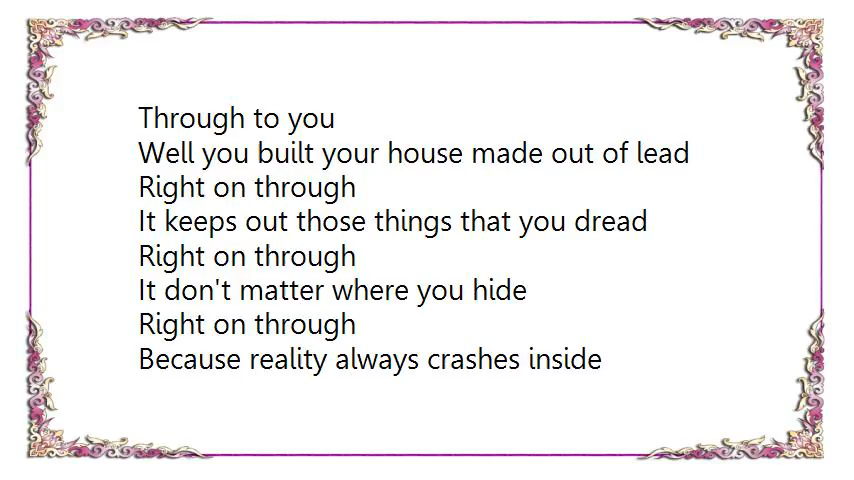 Through to you
Well you built your house made out of lead
Right on through
It keeps out those things that you dread
Right on through
It don't matter where you hide
Right on through
Because reality always crashes inside